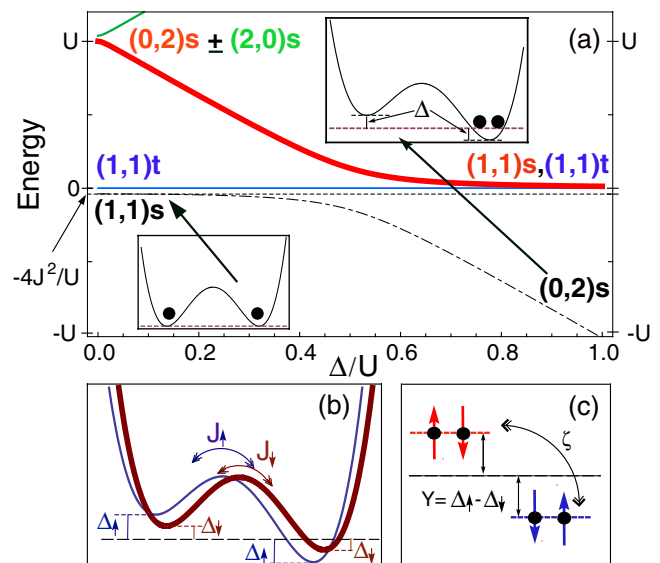 U
(0,2)s ± (2,0)s
(a)
U
Δ
(1,1)t
(1,1)s,(1,1)t
Energy
0
0
(1,1)s
-4J²/U
(0,2)s
-U
-U
0.0 0.2 0.4 0.6 0.8 1.0
Δ/U
(b)
J↑
J↓
Δ↑
Δ↓
Δ↑
Δ↓
(c)
ζ
Y= Δ↑-Δ↓